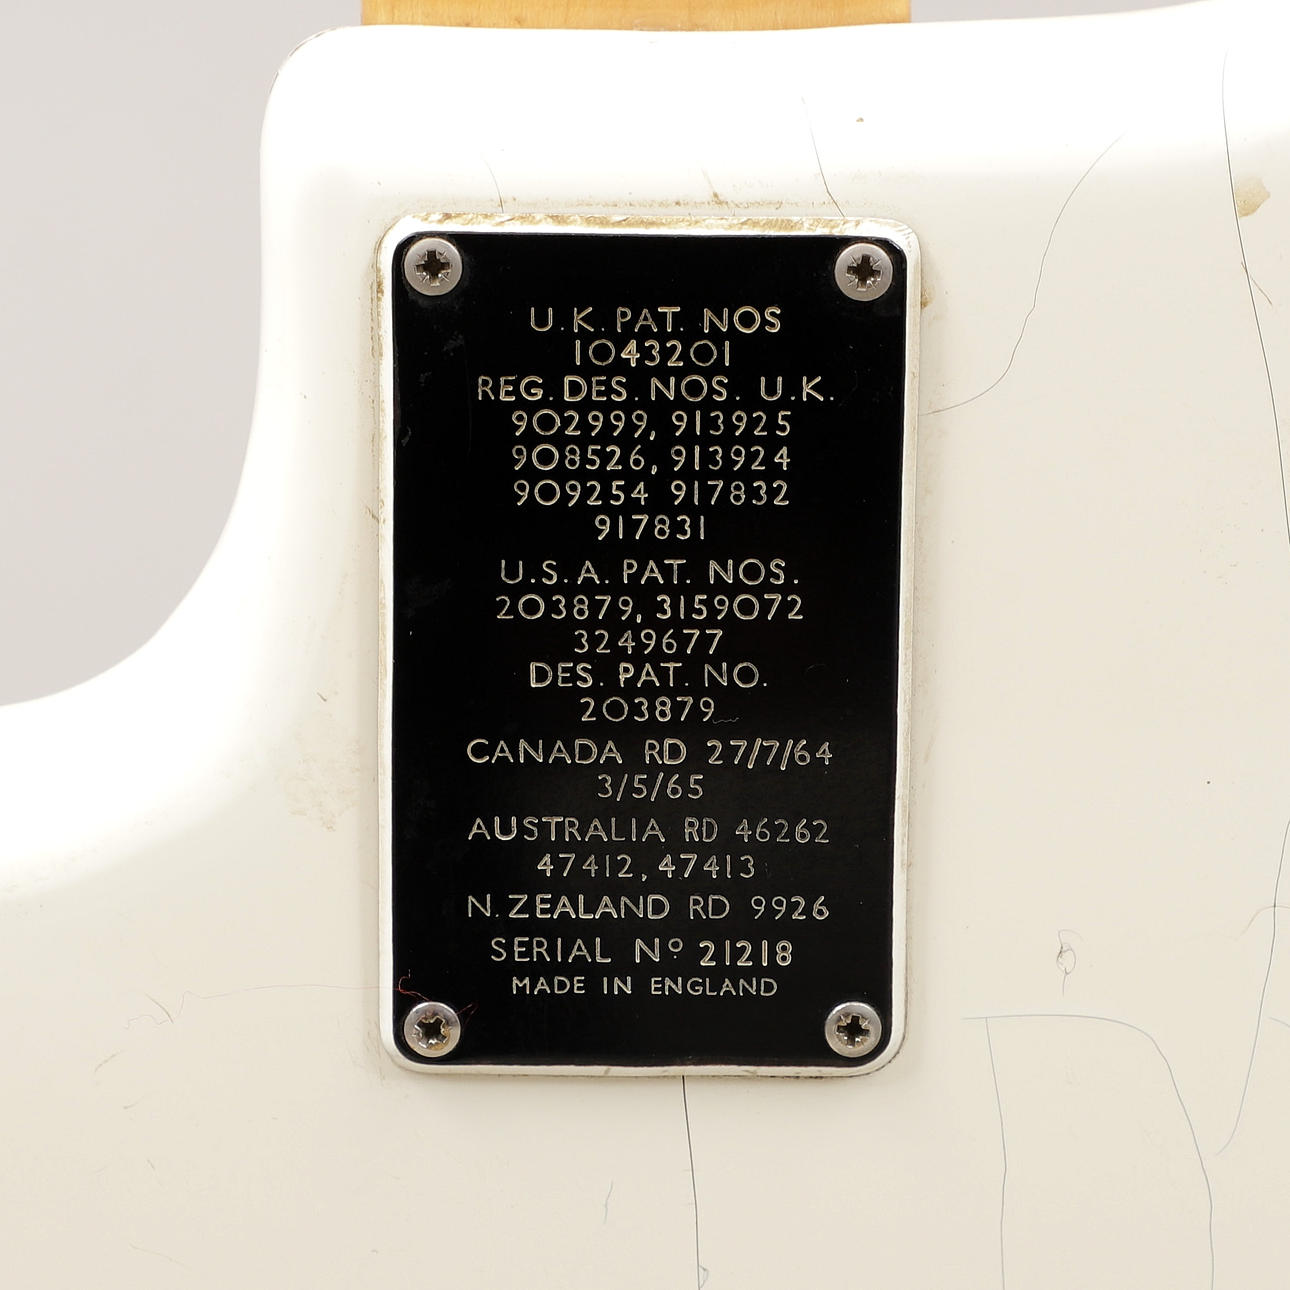 U.K. PAT. NOS
1043201
REG. DES. NOS. U.K.
902999, 913925
908526, 913924
909254 917832
917831
U.S.A. PAT. NOS.
203879, 3159072
3249677
DES. PAT. NO.
203879
CANADA RD 27/7/64
3/5/65
AUSTRALIA RD 46262
47412, 47413
N. ZEALAND RD 9926
SERIAL Nº 21218
MADE IN ENGLAND